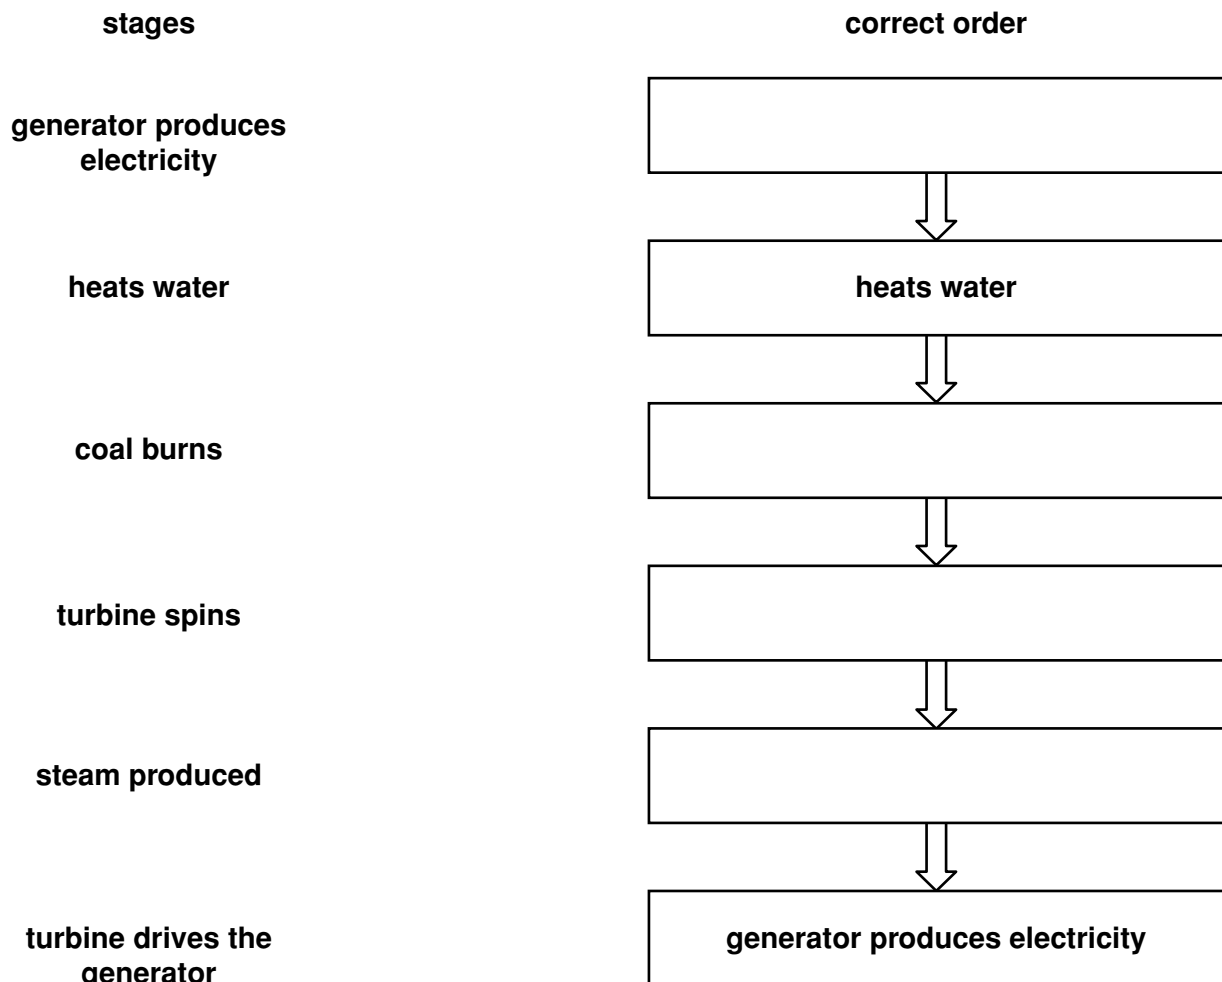 stages
correct order
generator produces
electricity
heats water
heats water
coal burns
turbine spins
steam produced
turbine drives the
generator
generator produces electricity